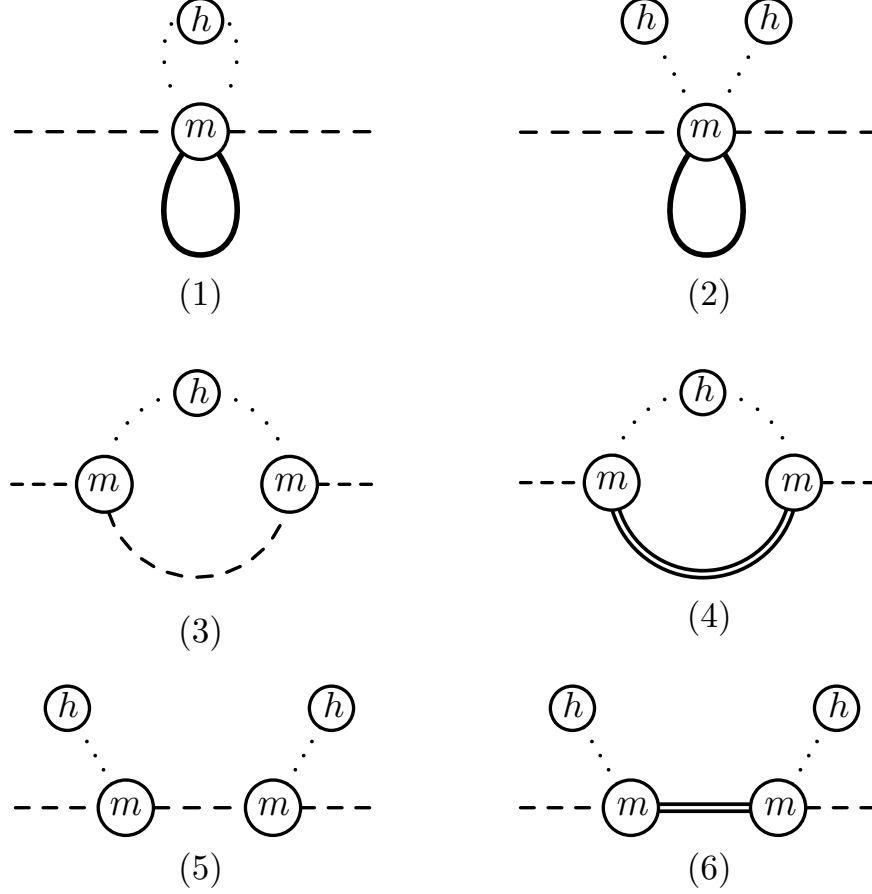 h h h
m m
(1) (2)
h h
m m m m
(3) (4)
h h h h
m m m m
(5) (6)